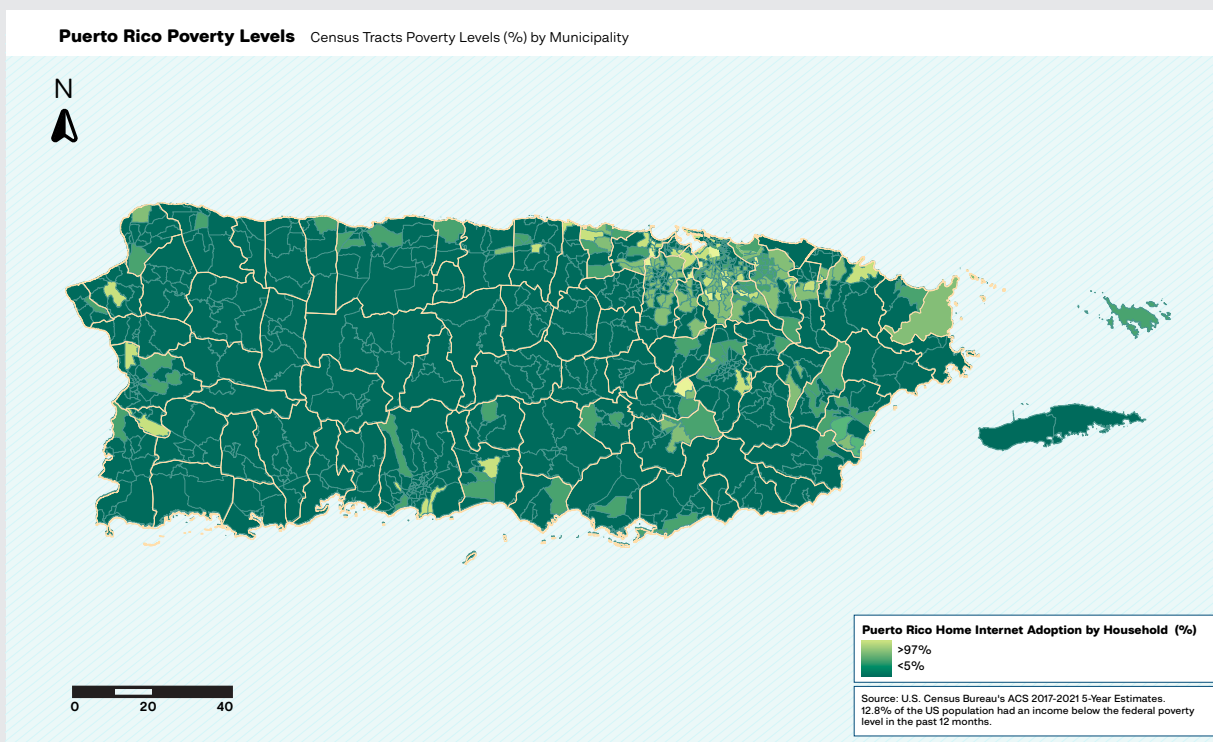 Puerto Rico Poverty Levels Census Tracts Poverty Levels (%) by Municipality
N
Puerto Rico Home Internet Adoption by Household (%)
>97%
<5%
Source: U.S. Census Bureau's ACS 2017-2021 5-Year Estimates.
12.8% of the US population had an income below the federal poverty
level in the past 12 months.
0 20 40